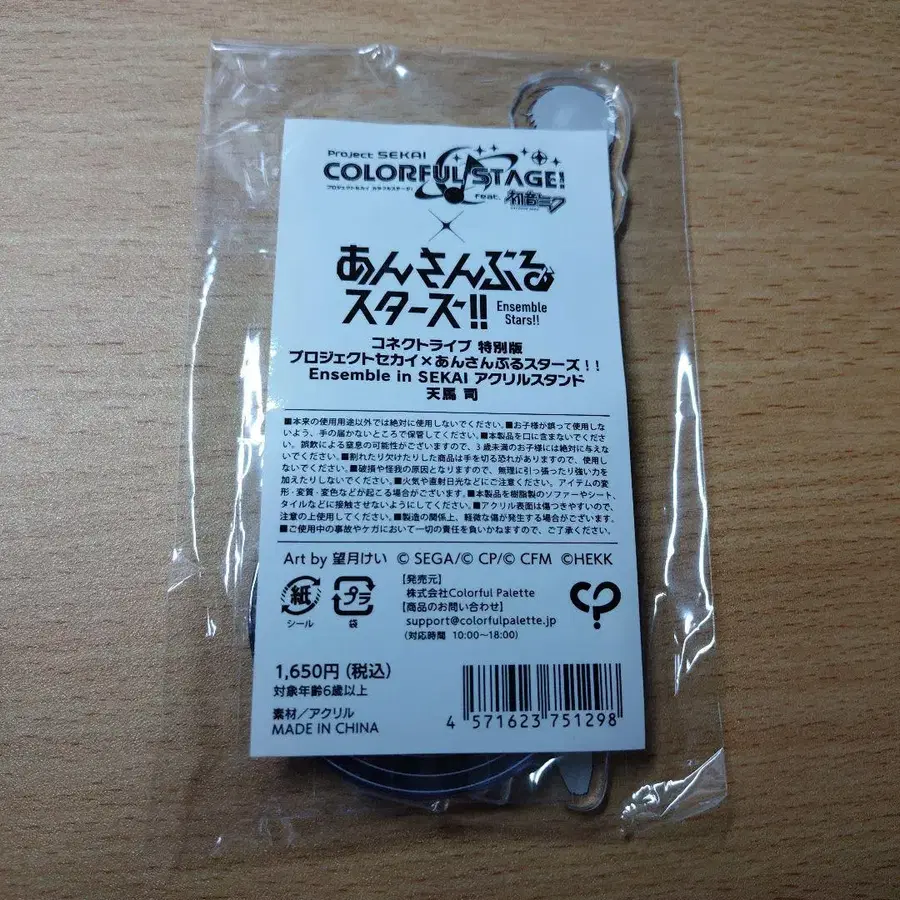 Project SEKAI
COLORFUL STAGE!
プロジェクトセカイ カラフルステージ!
feat. 初音ミク
×
あんさんぶる
スターズ!!
Ensemble
Stars!!
コネクトライブ 特別版
プロジェクトセカイ×あんさんぶるスターズ!!
Ensemble in SEKAI アクリルスタンド
天馬 司
■本来の使用用途以外では絶対に使用しないでください。■お子様が誤って使用しな
いよう、手の届かないところで保管してください。■本製品を口に含まないでくださ
い。誤飲による窒息の可能性がございますので、3歳未満のお子様には絶対に与えな
いでください。■割れたり欠けたりした商品は手を切る恐れがありますので、使用し
ないでください。■破損や怪我の原因となりますので、無理に引っ張ったり強い力を
加えたりしないでください。■火気や直射日光などにご注意ください。アイテムの変
形・変質・変色などが起こる場合がございます。■本製品を樹脂製のソファーやシート、
タイルなどに接触させないようにしてください。■アクリル表面は傷つきやすいので、
注意の上使用してください。■製造の関係上、軽微な傷が発生する場合がございます。
■ご使用中の事故やケガにおいて一切の責任を負いかねますので、ご了承ください。
Art by 望月けい © SEGA/© CP/© CFM ©HEKK
紙
シール
プラ
袋
【発売元】
株式会社Colorful Palette
【商品のお問い合わせ】
support@colorfulpalette.jp
(対応時間 10:00〜18:00)
1,650円(税込)
対象年齢6歳以上
素材/アクリル
MADE IN CHINA
4 571623 751298